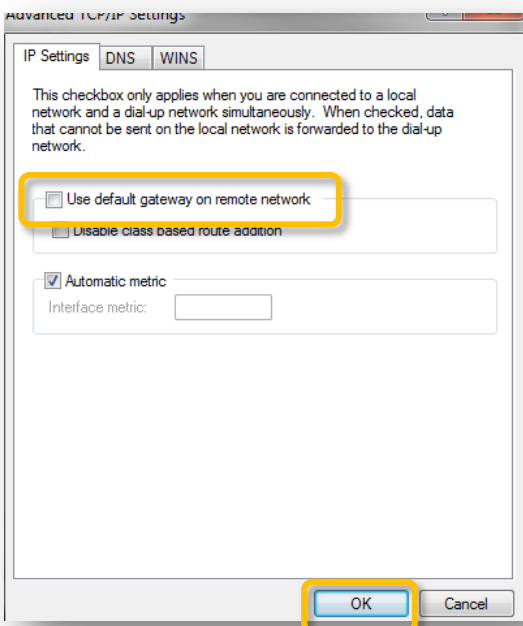 Advanced TCP/IP Settings
IP Settings DNS WINS
This checkbox only applies when you are connected to a local
network and a dial-up network simultaneously. When checked, data
that cannot be sent on the local network is forwarded to the dial-up
network.
Use default gateway on remote network
Disable class based route addition
Automatic metric
Interface metric:
OK Cancel